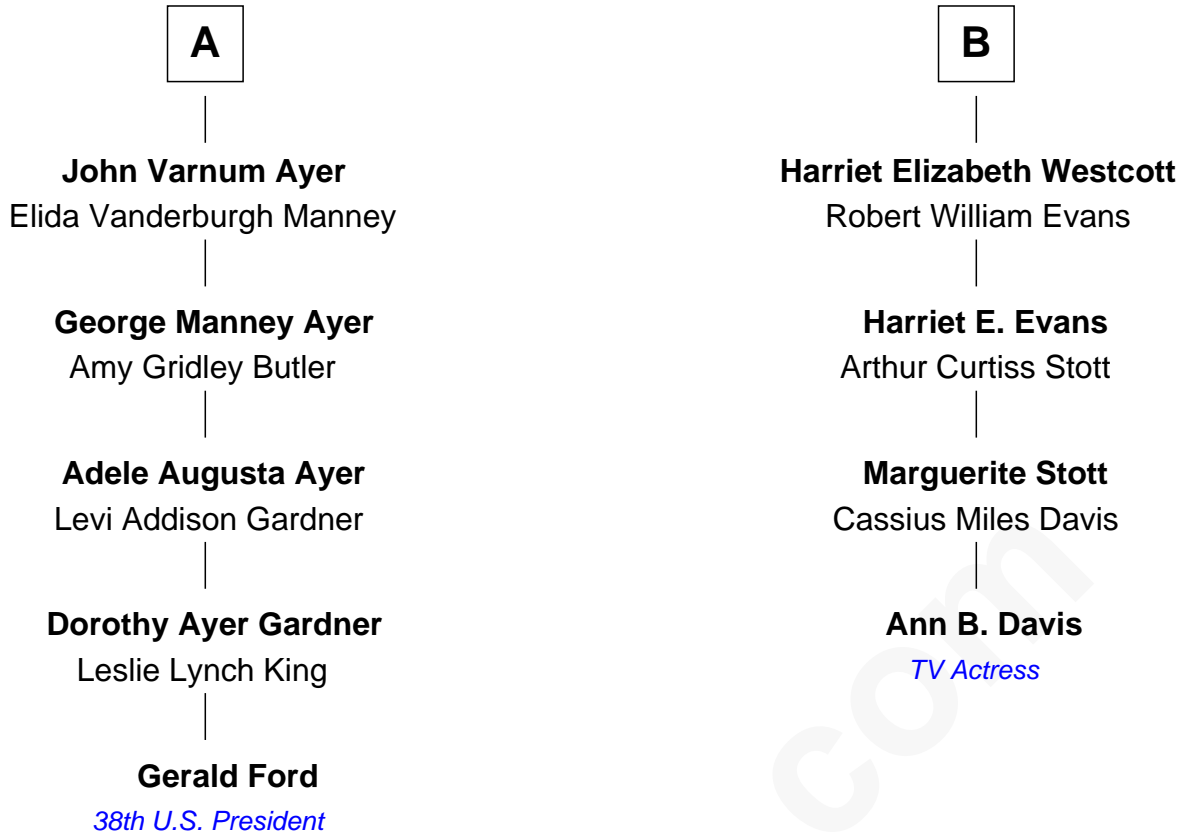 A
John Varnum Ayer
Elida Vanderburgh Manney
George Manney Ayer
Amy Gridley Butler
Adele Augusta Ayer
Levi Addison Gardner
Dorothy Ayer Gardner
Leslie Lynch King
Gerald Ford
38th U.S. President
B
Harriet Elizabeth Westcott
Robert William Evans
Harriet E. Evans
Arthur Curtiss Stott
Marguerite Stott
Cassius Miles Davis
Ann B. Davis
TV Actress
com